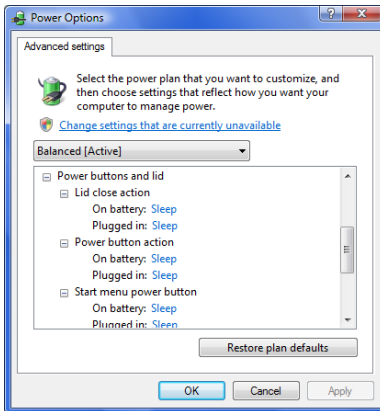 Power Options
Advanced settings
Select the power plan that you want to customize, and
then choose settings that reflect how you want your
computer to manage power.
Change settings that are currently unavailable
Balanced [Active]
Power buttons and lid
Lid close action
On battery: Sleep
Plugged in: Sleep
Power button action
On battery: Sleep
Plugged in: Sleep
Start menu power button
On battery: Sleep
Plugged in: Sleep
Restore plan defaults
OK Cancel Apply